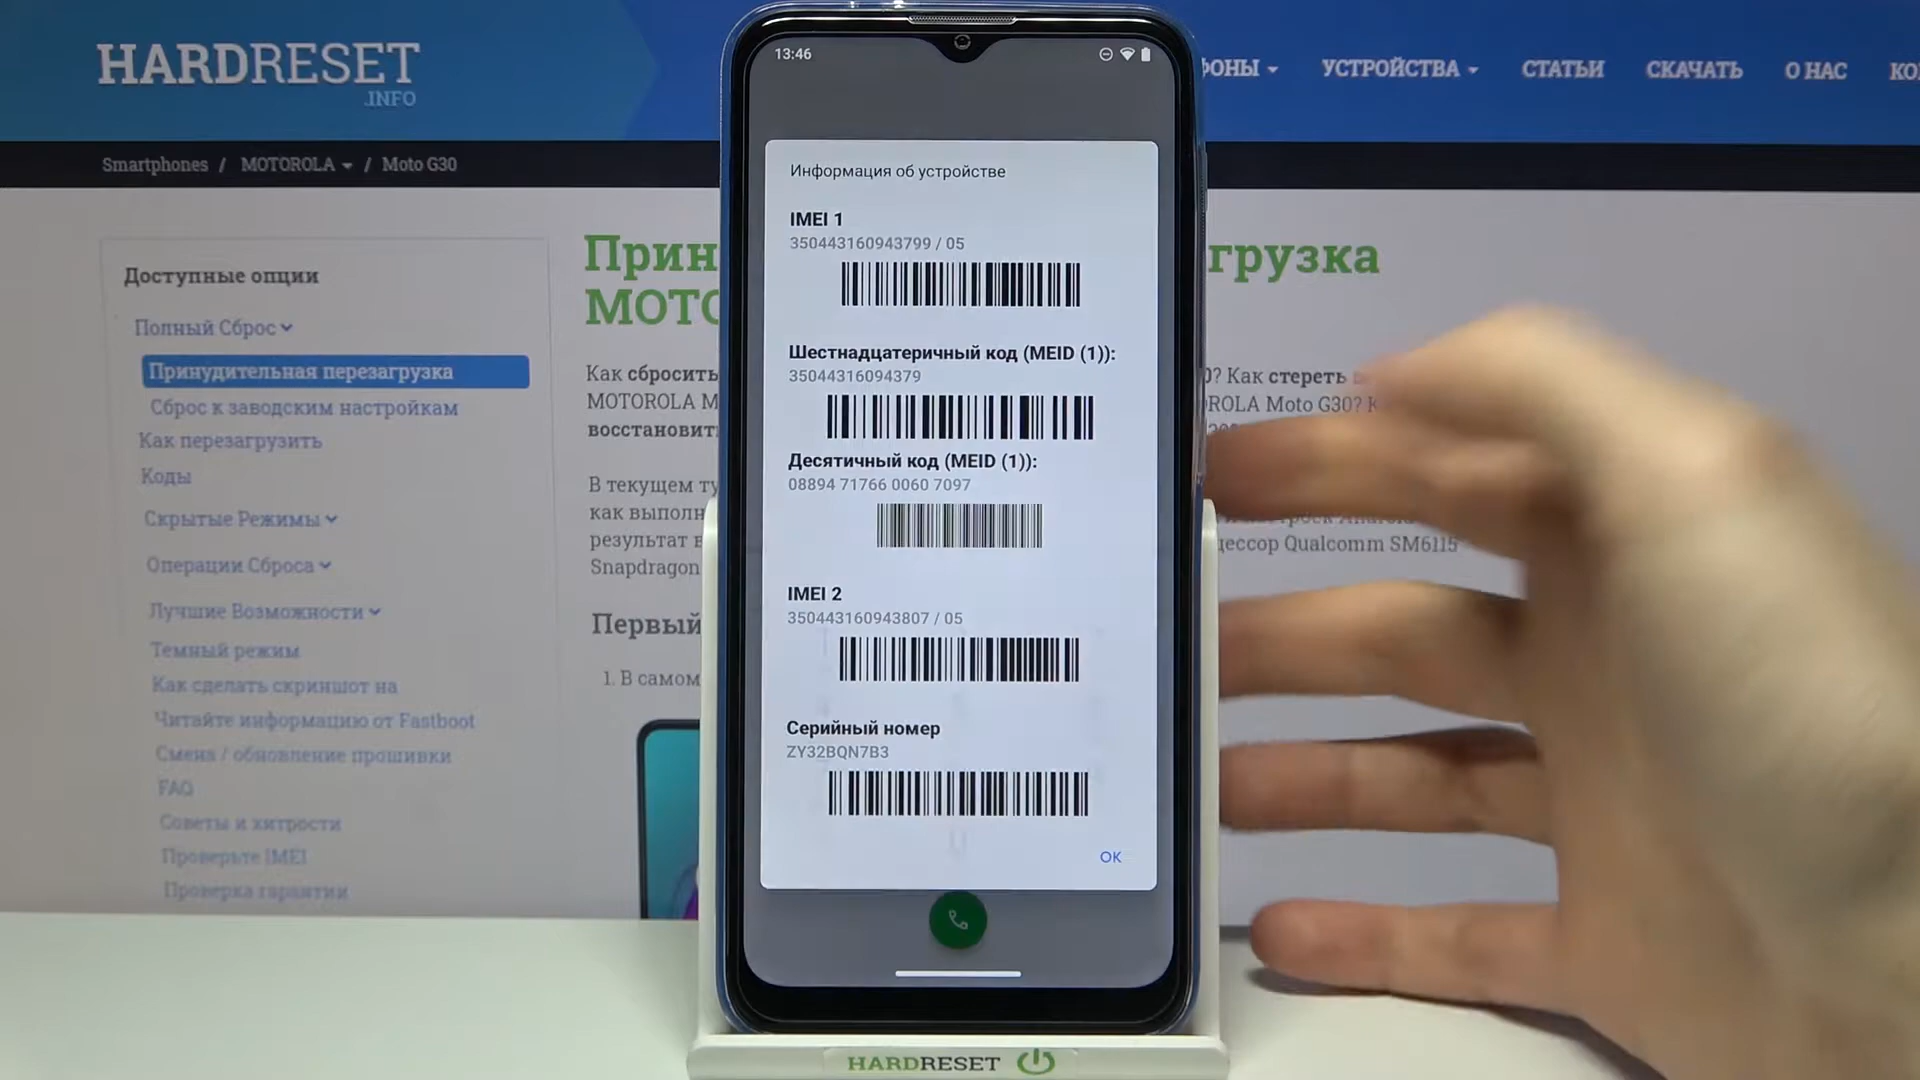 HARDRESET
.INFO
ФОНЫ УСТРОЙСТВА СТАТЬИ СКАЧАТЬ О НАС
Smartphones / MOTOROLA / Moto G30
Доступные опции
Полный Сброс
Принудительная перезагрузка
Сброс к заводским настройкам
Как перезагрузить
Коды
Скрытые Режимы
Операции Сброса
Лучшие Возможности
Темный режим
Как сделать скриншот на
Читайте информацию от Fastboot
Смена / обновление прошивки
FAQ
Советы и хитрости
Проверьте IMEI
Проверка гарантии
Прин
грузка
МОТО
Как сбросить
? Как стереть
MOTOROLA M
ROLA Moto G30?
восстановить
В текущем ту
как выполн
результат в
цессор Qualcomm SM6115
Snapdragon
Первый
1. В самом
13:46
Информация об устройстве
IMEI 1
350443160943799 / 05
Шестнадцатеричный код (MEID (1)):
35044316094379
Десятичный код (MEID (1)):
08894 71766 0060 7097
IMEI 2
350443160943807 / 05
Серийный номер
ZY32BQN7B3
OK
HARDRESET